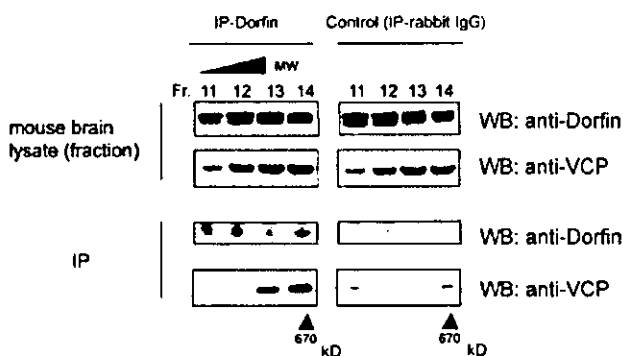 IP-Dorfin Control (IP-rabbit IgG)
MW
Fr. 11 12 13 14 11 12 13 14
mouse brain
lysate (fraction)
WB: anti-Dorfin
WB: anti-VCP
IP
WB: anti-Dorfin
WB: anti-VCP
670 kD 670 kD